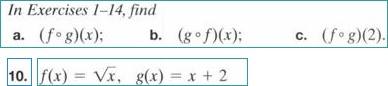 In Exercises 1–14, find
a. (f∘g)(x); b. (g∘f)(x); c. (f∘g)(2).
10. f(x) = √x, g(x) = x + 2